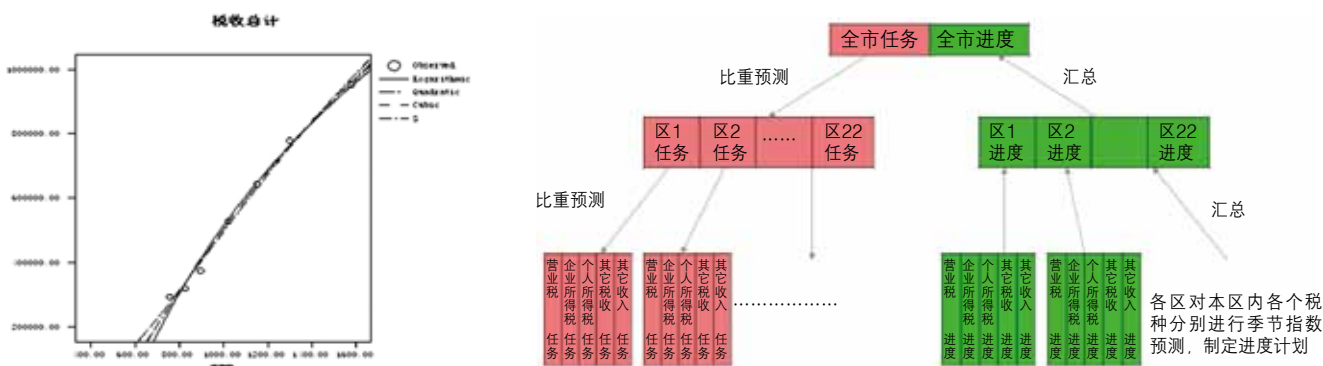 税收总计
Observed
Logarithmic
Quadratic
Cubic
S
全市任务 全市进度
比重预测
汇总
区1 区2 …… 区22
任务 任务 任务
区1 区2 区22
进度 进度 进度
比重预测
汇总
营业税 任务
企业所得税 任务
个人所得税 任务
其它税收 任务
其它收入 任务
营业税 任务
企业所得税 任务
个人所得税 任务
其它税收 任务
其它收入 任务
………………
营业税 进度
企业所得税 进度
个人所得税 进度
其它税收 进度
其它收入 进度
营业税 进度
企业所得税 进度
个人所得税 进度
其它税收 进度
其它收入 进度
各区对本区内各个税
种分别进行季节指数
预测，制定进度计划